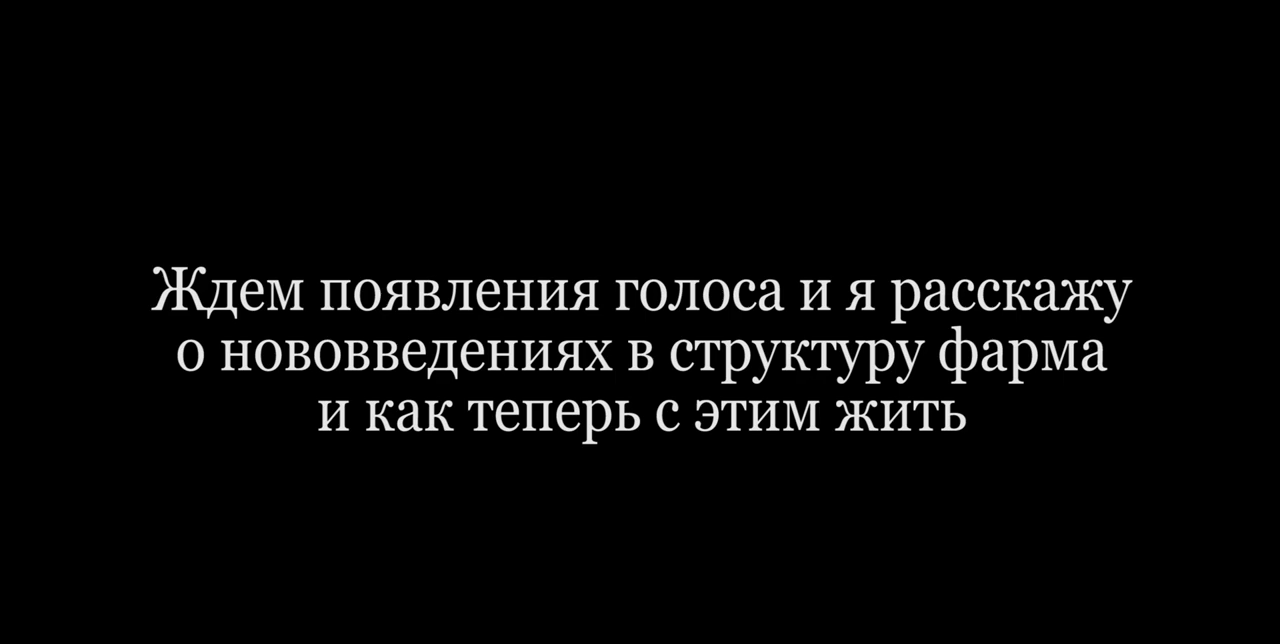 Ждем появления голоса и я расскажу
о нововведениях в структуру фарма
и как теперь с этим жить